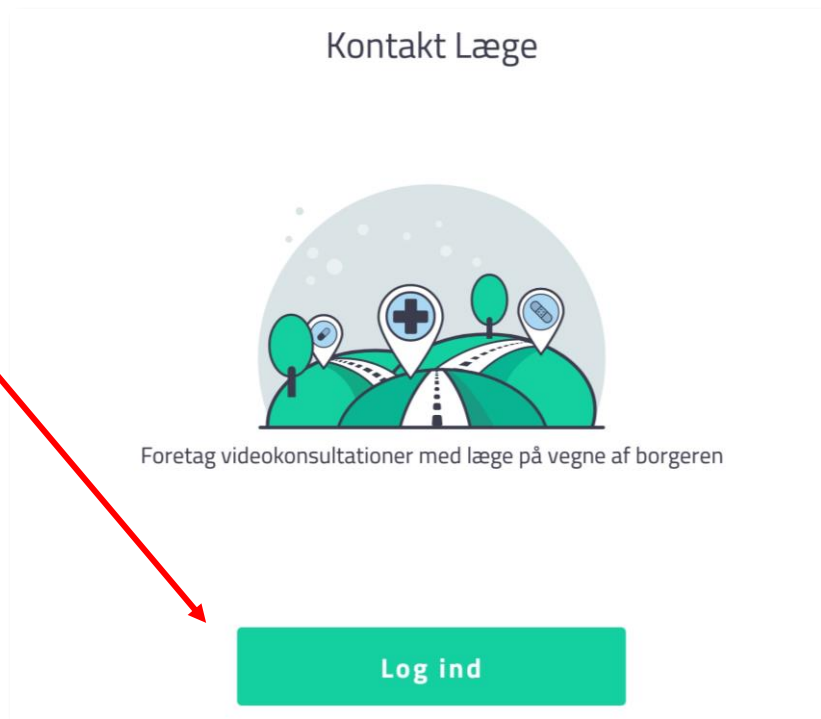 Kontakt Læge
Foretag videokonsultationer med læge på vegne af borgeren
Log ind